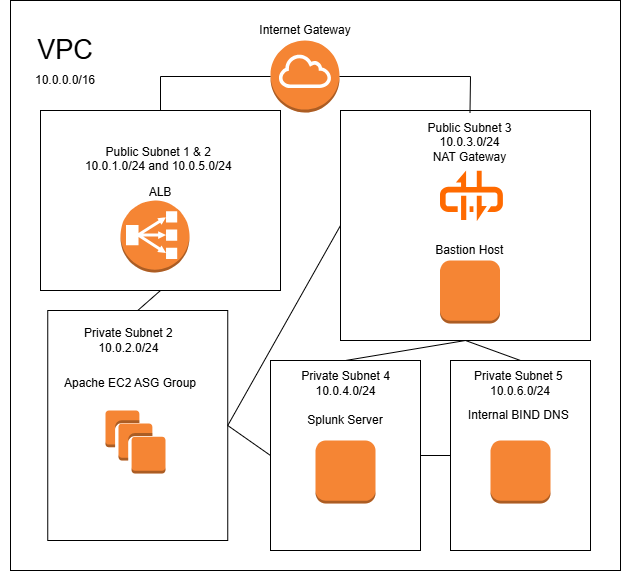 Internet Gateway
VPC
10.0.0.0/16
Public Subnet 1 & 2
10.0.1.0/24 and 10.0.5.0/24
ALB
Public Subnet 3
10.0.3.0/24
NAT Gateway
Bastion Host
Private Subnet 2
10.0.2.0/24
Apache EC2 ASG Group
Private Subnet 4
10.0.4.0/24
Splunk Server
Private Subnet 5
10.0.6.0/24
Internal BIND DNS